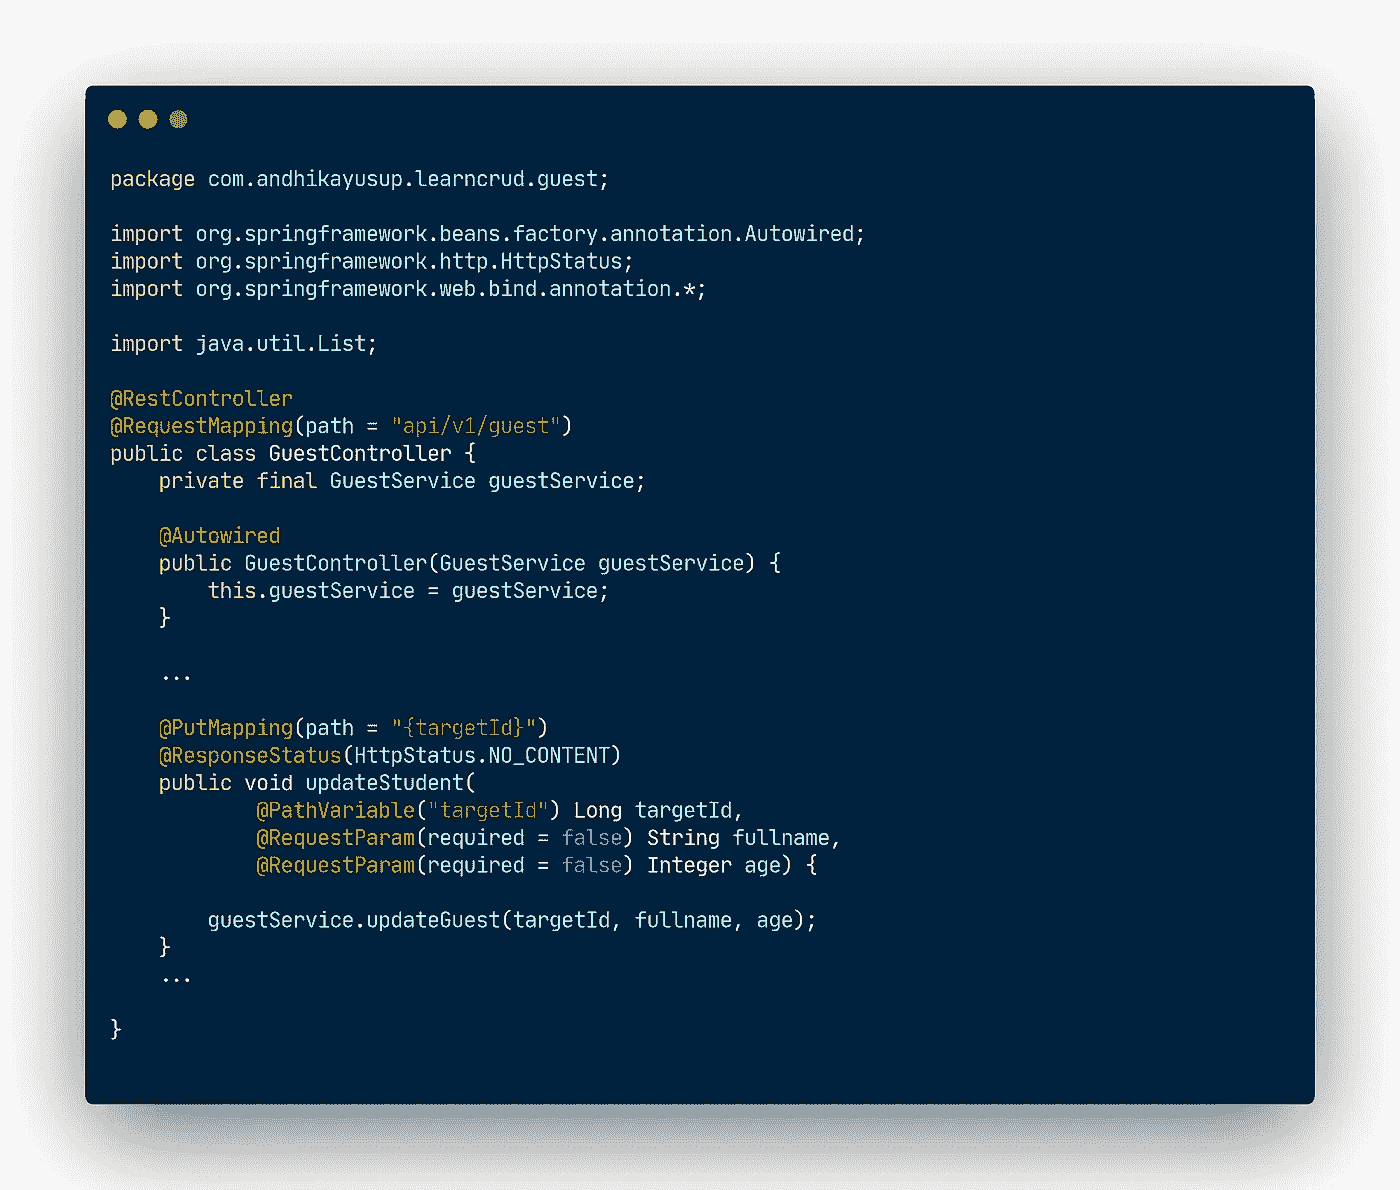 package com.andhikayusup.learncrud.guest;
import org.springframework.beans.factory.annotation.Autowired;
import org.springframework.http.HttpStatus;
import org.springframework.web.bind.annotation.*;
import java.util.List;
@RestController
@RequestMapping(path = "api/v1/guest")
public class GuestController {
    private final GuestService guestService;
    @Autowired
    public GuestController(GuestService guestService) {
        this.guestService = guestService;
    }
    ...
    @PutMapping(path = "{targetId}")
    @ResponseStatus(HttpStatus.NO_CONTENT)
    public void updateStudent(
            @PathVariable("targetId") Long targetId,
            @RequestParam(required = false) String fullname,
            @RequestParam(required = false) Integer age) {
        guestService.updateGuest(targetId, fullname, age);
    }
    ...
}